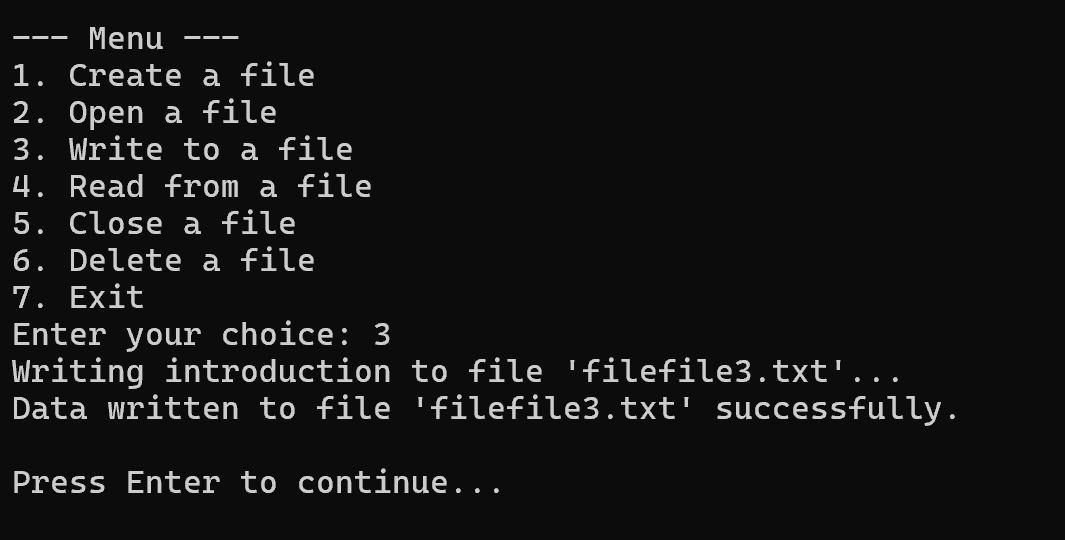 --- Menu ---
1. Create a file
2. Open a file
3. Write to a file
4. Read from a file
5. Close a file
6. Delete a file
7. Exit
Enter your choice: 3
Writing introduction to file 'filefile3.txt'...
Data written to file 'filefile3.txt' successfully.
Press Enter to continue...